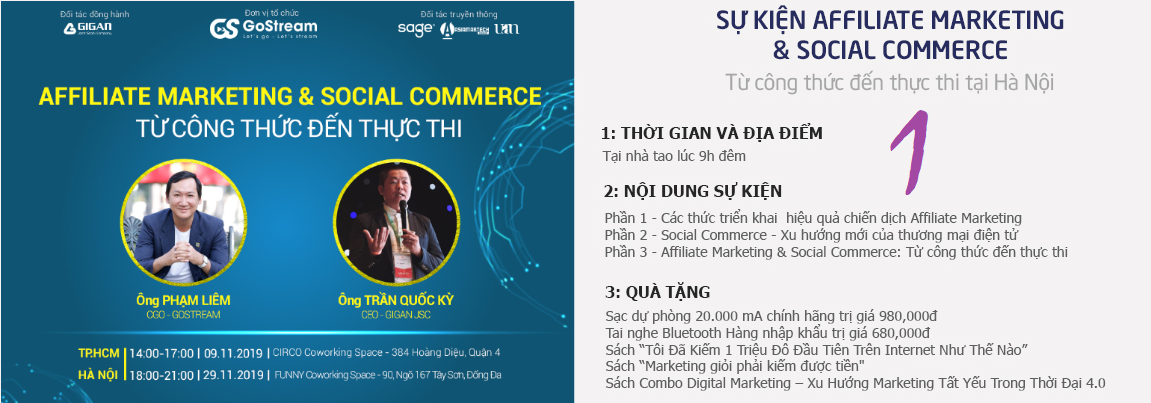 Đối tác đồng hành
GIGAN
Đơn vị tổ chức
GS GoStream
Let's go - Let's stream
Đối tác truyền thông
sage
AFFILIATE MARKETING & SOCIAL COMMERCE
TỪ CÔNG THỨC ĐẾN THỰC THI
Ông PHẠM LIÊM
CGO - GOSTREAM
Ông TRẦN QUỐC KỲ
CEO - GIGAN JSC
TP.HCM 14:00-17:00 | 09.11.2019 | CIRCO Coworking Space - 384 Hoàng Diệu, Quận 4
HÀ NỘI 18:00-21:00 | 29.11.2019 | FUNNY Coworking Space - 90, Ngõ 167 Tây Sơn, Đống Đa
SỰ KIỆN AFFILIATE MARKETING
& SOCIAL COMMERCE
Từ công thức đến thực thi tại Hà Nội
1
1: THỜI GIAN VÀ ĐỊA ĐIỂM
Tại nhà tao lúc 9h đêm
2: NỘI DUNG SỰ KIỆN
Phần 1 - Các thức triển khai hiệu quả chiến dịch Affiliate Marketing
Phần 2 - Social Commerce - Xu hướng mới của thương mại điện tử
Phần 3 - Affiliate Marketing & Social Commerce: Từ công thức đến thực thi
3: QUÀ TẶNG
Sạc dự phòng 20.000 mA chính hãng trị giá 980,000đ
Tai nghe Bluetooth Hàng nhập khẩu trị giá 680,000đ
Sách “Tôi Đã Kiếm 1 Triệu Đô Đầu Tiên Trên Internet Như Thế Nào”
Sách “Marketing giỏi phải kiếm được tiền"
Sách Combo Digital Marketing – Xu Hướng Marketing Tất Yếu Trong Thời Đại 4.0